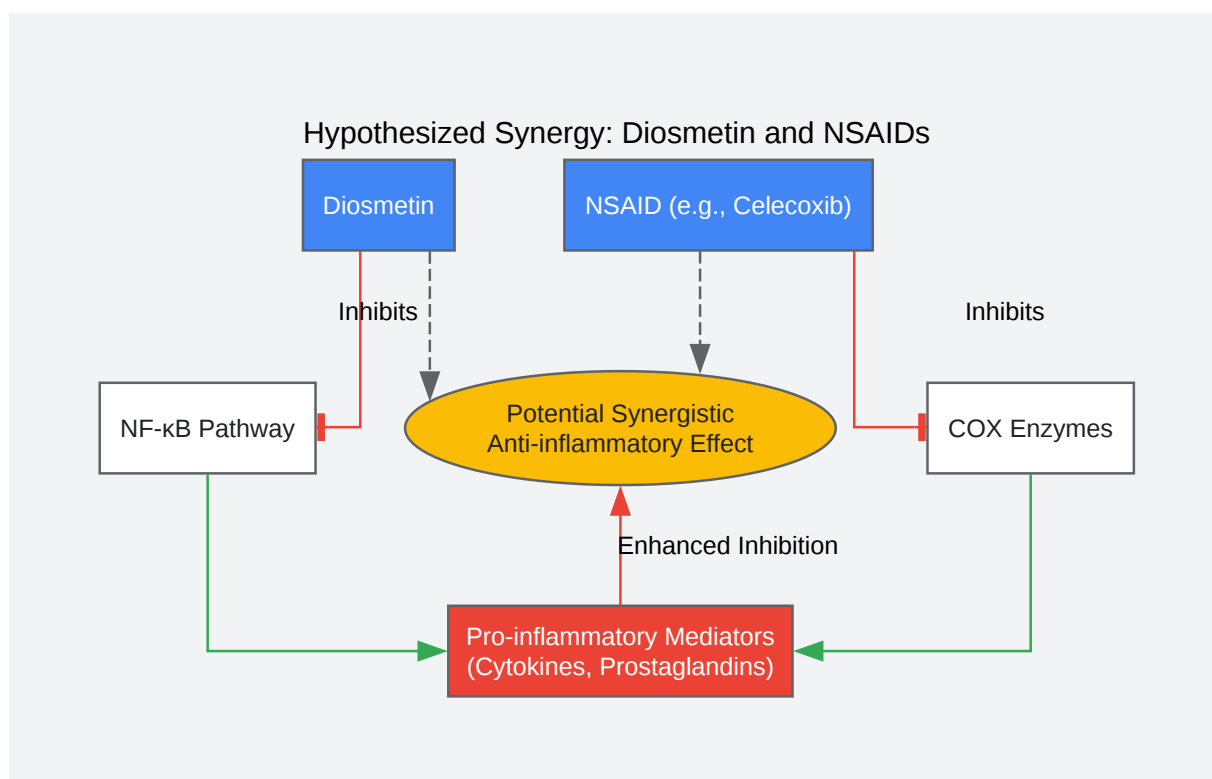 Hypothesized Synergy: Diosmetin and NSAIDs
Diosmetin
NSAID (e.g., Celecoxib)
Inhibits
Inhibits
NF-κB Pathway
Potential Synergistic
Anti-inflammatory Effect
COX Enzymes
Enhanced Inhibition
Pro-inflammatory Mediators
(Cytokines, Prostaglandins)